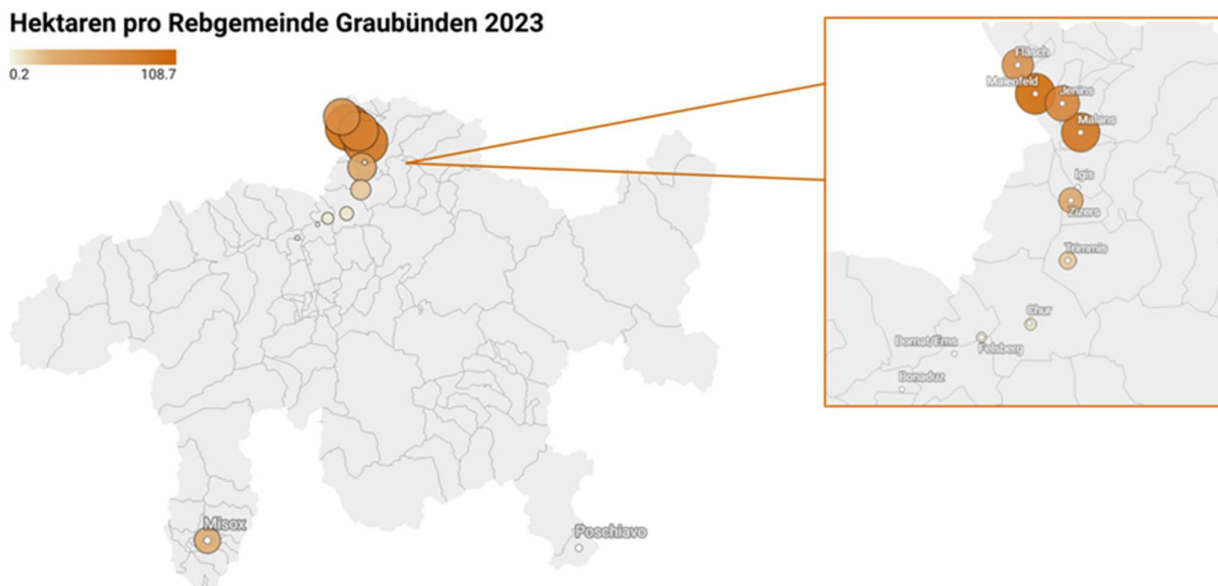 Hektaren pro Rebgemeinde Graubünden 2023
0.2 108.7
Fläsch
Maienfeld
Jenins
Malans
Igis
Zizers
Trimmis
Chur
Domat/Ems
Felsberg
Bonaduz
Misox
Poschiavo